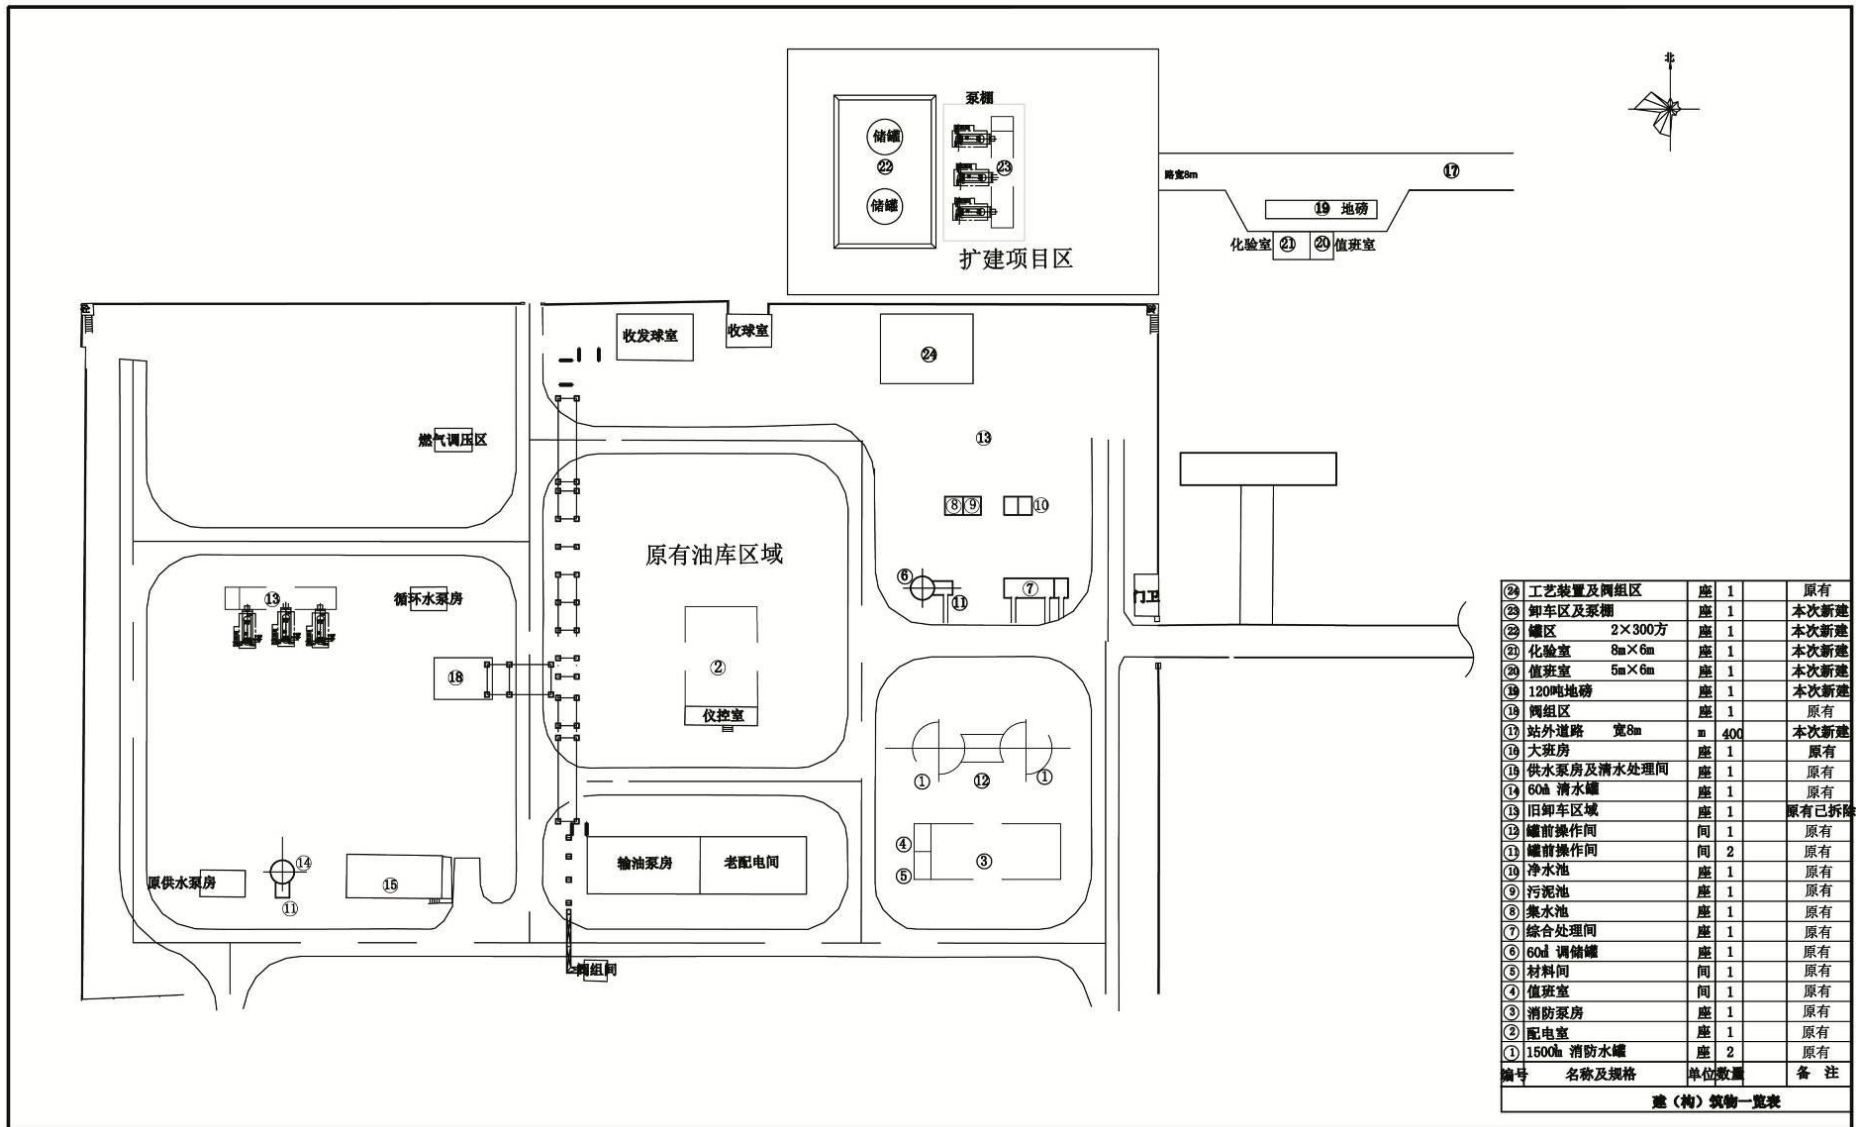 北
泵棚
储罐
㉒
㉓
储罐
扩建项目区
路宽8m
⑰
⑲ 地磅
化验室 ㉑ ⑳ 值班室
收发球室
收球室
㉔
燃气调压区
⑬
⑧ ⑨ ⑩
原有油库区域
⑥
⑪
⑦
门卫
⑬
循环水泵房
⑱
②
仪控室
① ⑫ ①
④
⑤
③
输油泵房 老配电间
⑭
原供水泵房
⑪
⑮
阀组间
㉔ 工艺装置及阀组区 座 1 原有
㉓ 卸车区及泵棚 座 1 本次新建
㉒ 罐区 2×300方 座 1 本次新建
㉑ 化验室 8m×6m 座 1 本次新建
⑳ 值班室 5m×6m 座 1 本次新建
⑲ 120吨地磅 座 1 本次新建
⑱ 阀组区 座 1 原有
⑰ 站外道路 宽8m m 400 本次新建
⑯ 大班房 座 1 原有
⑮ 供水泵房及清水处理间 座 1 原有
⑭ 60m³ 清水罐 座 1 原有
⑬ 旧卸车区域 座 1 原有已拆除
⑫ 罐前操作间 间 1 原有
⑪ 罐前操作间 间 2 原有
⑩ 净水池 座 1 原有
⑨ 污泥池 座 1 原有
⑧ 集水池 座 1 原有
⑦ 综合处理间 座 1 原有
⑥ 60m³ 调储罐 座 1 原有
⑤ 材料间 间 1 原有
④ 值班室 间 1 原有
③ 消防泵房 座 1 原有
② 配电室 座 1 原有
① 1500m³ 消防水罐 座 2 原有
编号 名称及规格 单位 数量 备 注
建（构）筑物一览表